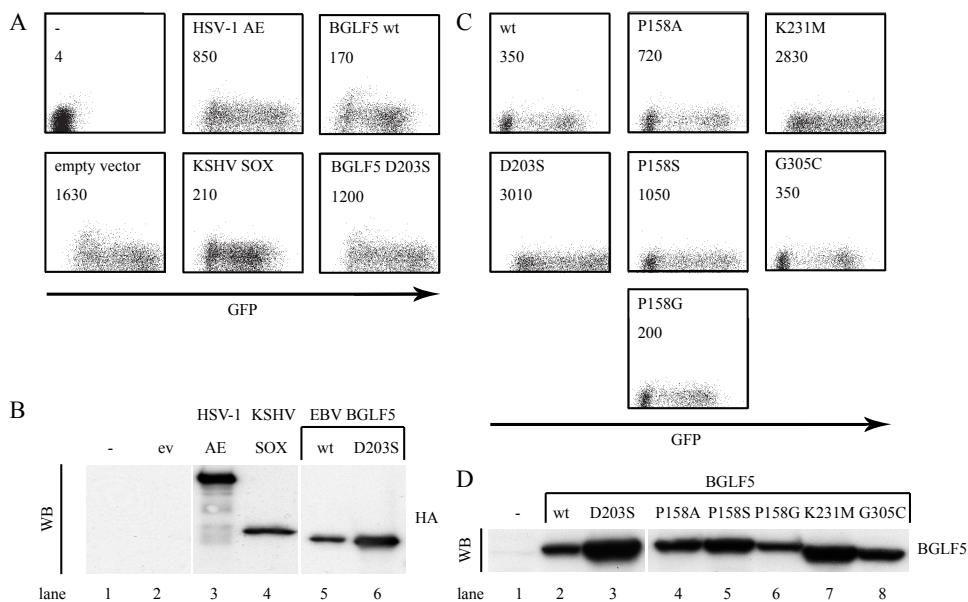 A
-
4
HSV-1 AE
850
BGLF5 wt
170
empty vector
1630
KSHV SOX
210
BGLF5 D203S
1200
GFP
B
HSV-1 KSHV EBV BGLF5
- ev AE SOX wt D203S
WB
HA
lane 1 2 3 4 5 6
C
wt
350
P158A
720
K231M
2830
D203S
3010
P158S
1050
G305C
350
P158G
200
GFP
D
BGLF5
- wt D203S P158A P158S P158G K231M G305C
WB
BGLF5
lane 1 2 3 4 5 6 7 8